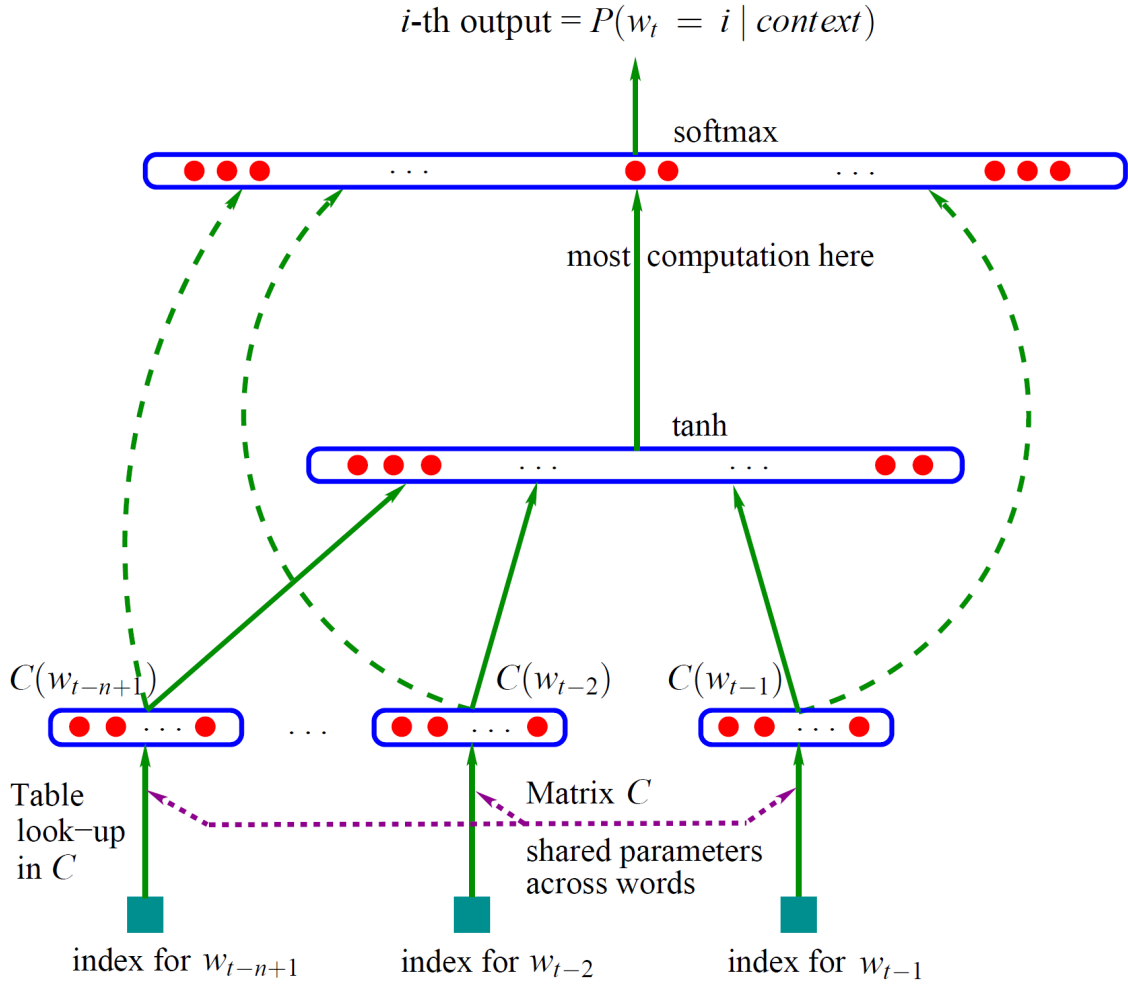 i-th output = P(w_t = i | context)
softmax
. . .
. . .
most computation here
tanh
. . .
. . .
C(w_{t−n+1})
C(w_{t−2})
C(w_{t−1})
. . .
. . .
. . .
. . .
Table
look−up
in C
Matrix C
shared parameters
across words
index for w_{t−n+1}
index for w_{t−2}
index for w_{t−1}